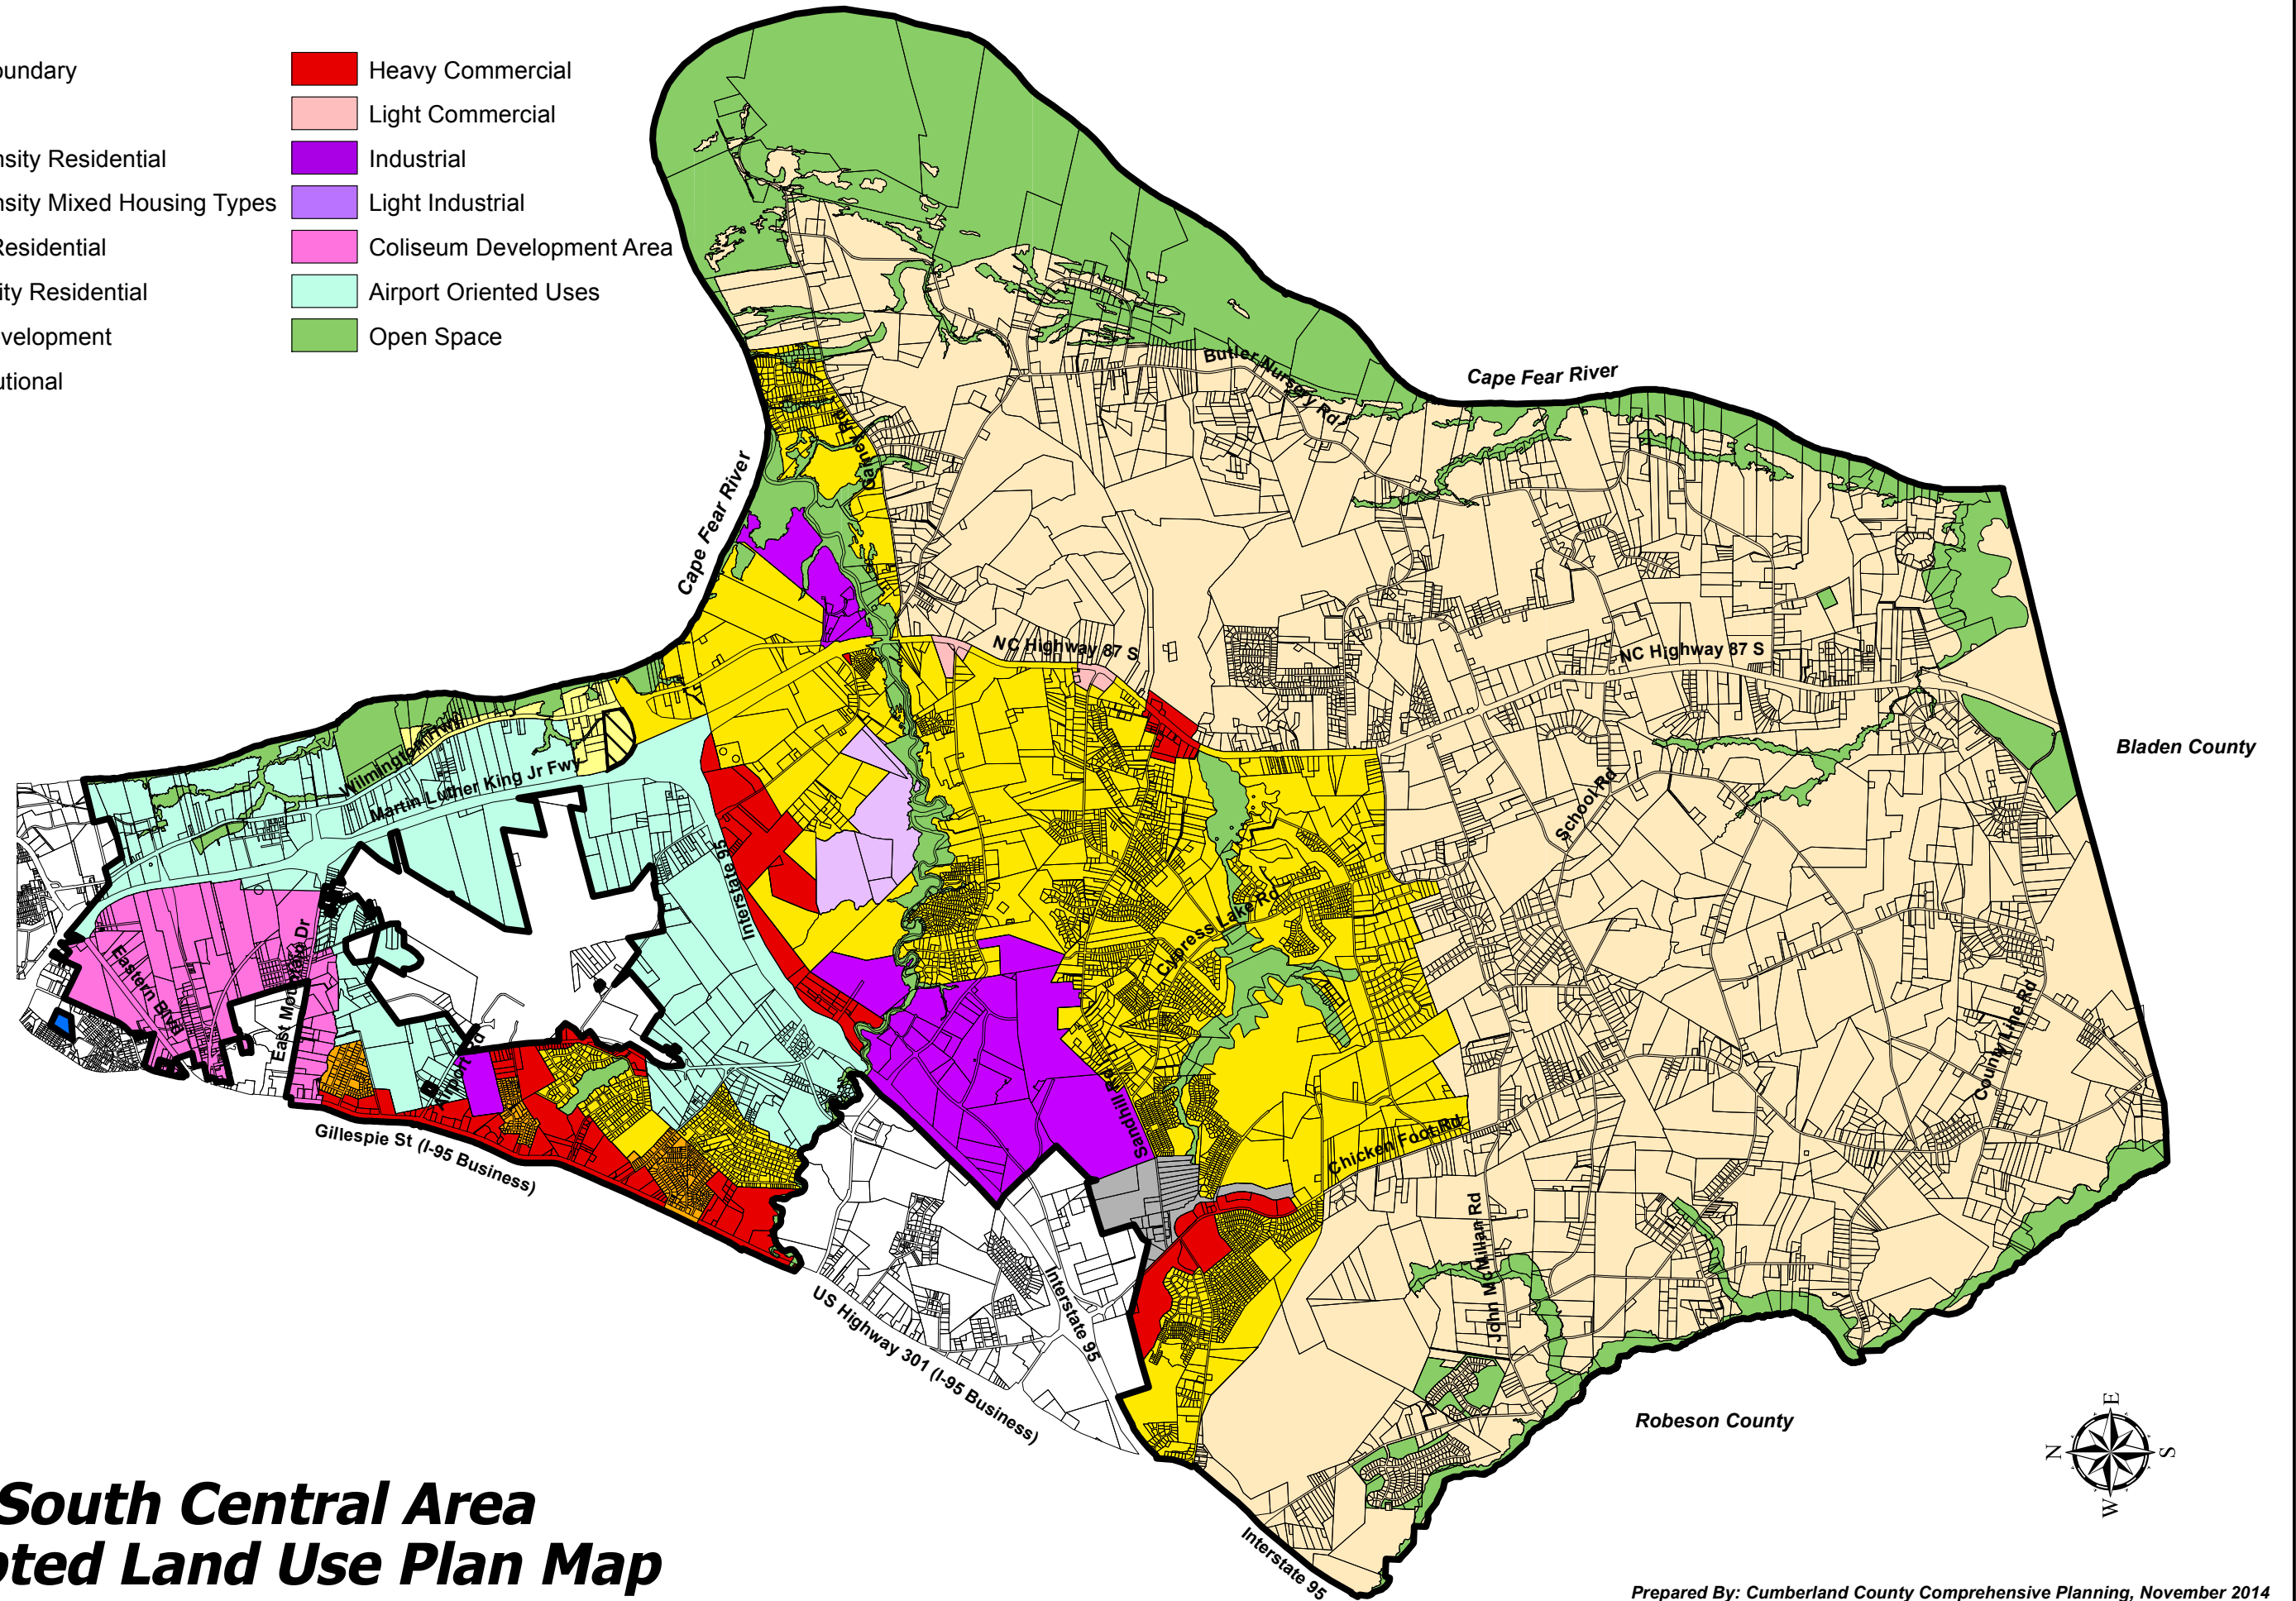 oundary
nsity Residential
nsity Mixed Housing Types
Residential
ity Residential
velopment
utional
Heavy Commercial
Light Commercial
Industrial
Light Industrial
Coliseum Development Area
Airport Oriented Uses
Open Space
Butler Nursery Rd
Cape Fear River
Gainey Rd
Cape Fear River
NC Highway 87 S
NC Highway 87 S
Bladen County
Wilmington Hwy
Martin Luther King Jr Fwy
School Rd
Interstate 95
Cypress Lake Rd
Eastern Blvd
East Mountain Dr
Airport Rd
County Line Rd
Sandhill Rd
Gillespie St (I-95 Business)
Chicken Foot Rd
John McMillan Rd
Interstate 95
US Highway 301 (I-95 Business)
Robeson County
N
E
S
W
Interstate 95
South Central Area
pted Land Use Plan Map
Prepared By: Cumberland County Comprehensive Planning, November 2014